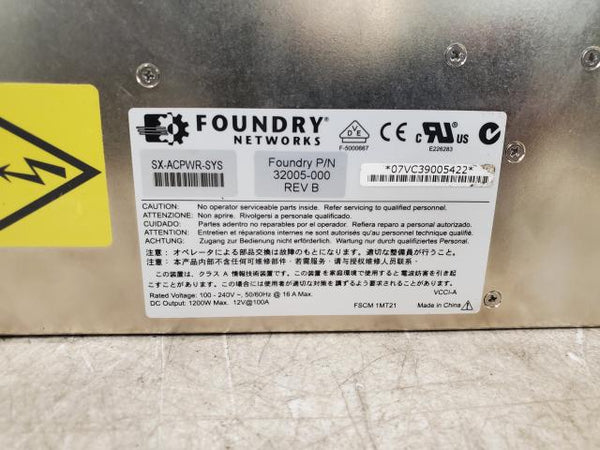 FOUNDRY®
NETWORKS
VDE
F-5000667
CE
c RU US
E226283
C
SX-ACPWR-SYS
Foundry P/N
32005-000
REV B
*07VC39005422*
CAUTION: No operator serviceable parts inside. Refer servicing to qualified personnel.
ATTENZIONE: Non aprire. Rivolgersi a personale qualificado.
CUIDADO: Partes adentro no reparables por el operador. Refiera reparo a personal autorizado.
ATTENTION: Entretien et réparations internes ne sont autorisés qu'au personnel technique qualifié.
ACHTUNG: Zugang zur Bedienung nicht erförderlich. Wartung nur durch qualifiziertes Personal.
注意：オペレータによる部品交換は故障のもとになります。適切な整備員が行うこと。
注意：本产品内部不含任何可维修部件．若需服务．请与授权维修人员联系．
この装置は、クラス A 情報技術装置です。この装置を家庭環境で使用すると電波妨害を引き起
こすことがあります。この場合には使用者が適切な対策を講ずるよう要求されることがあります。
VCCI-A
Rated Voltage: 100 - 240V ~ 50/60Hz @ 16 A Max.
DC Output: 1200W Max. 12V@100A
FSCM 1MT21
Made in China